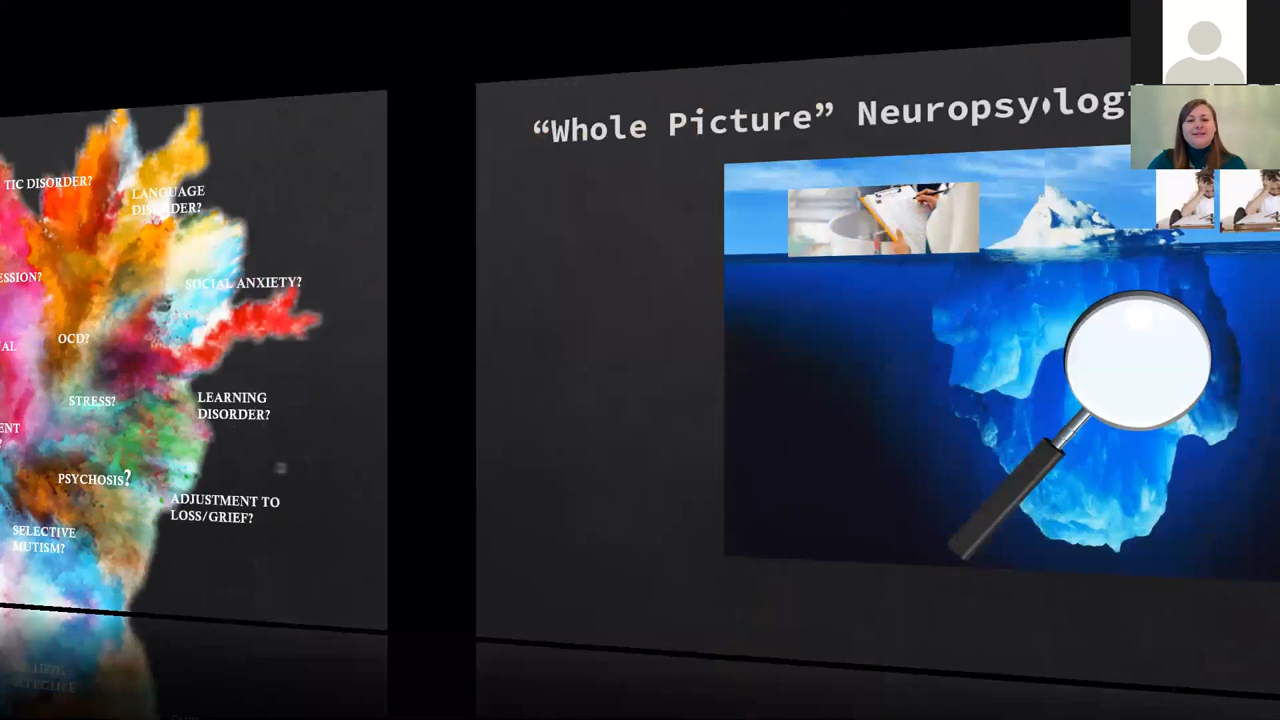 TIC DISORDER?
LANGUAGE
DISORDER?
SOCIAL ANXIETY?
OCD?
STRESS?
LEARNING
DISORDER?
PSYCHOSIS?
ADJUSTMENT TO
LOSS/GRIEF?
SELECTIVE
MUTISM?
“Whole Picture”